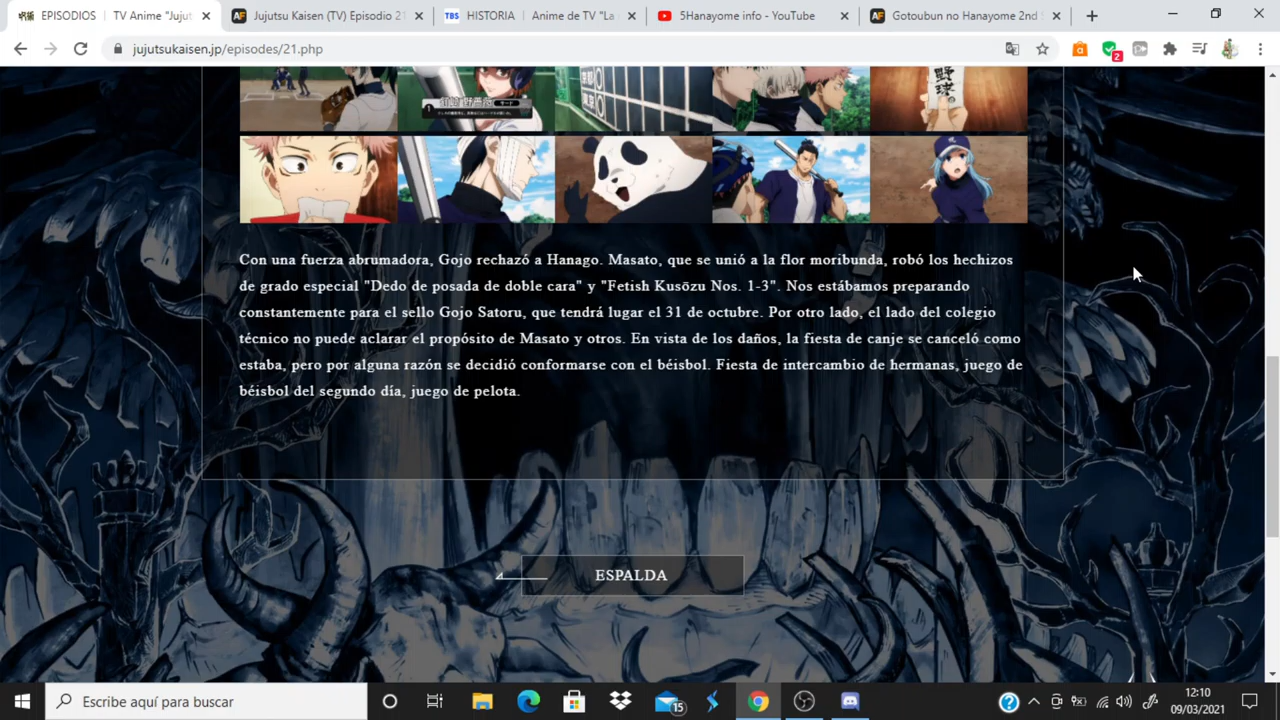 EPISODIOS | TV Anime "Jujut
Jujutsu Kaisen (TV) Episodio 21
TBS HISTORIA | Anime de TV "La
5Hanayome info - YouTube
AF Gotoubun no Hanayome 2nd
jujutsukaisen.jp/episodes/21.php
2
野球
Con una fuerza abrumadora, Gojo rechazó a Hanago. Masato, que se unió a la flor moribunda, robó los hechizos
de grado especial "Dedo de posada de doble cara" y "Fetish Kusōzu Nos. 1-3". Nos estábamos preparando
constantemente para el sello Gojo Satoru, que tendrá lugar el 31 de octubre. Por otro lado, el lado del colegio
técnico no puede aclarar el propósito de Masato y otros. En vista de los daños, la fiesta de canje se canceló como
estaba, pero por alguna razón se decidió conformarse con el béisbol. Fiesta de intercambio de hermanas, juego de
béisbol del segundo día, juego de pelota.
ESPALDA
Escribe aquí para buscar
15
12:10
09/03/2021